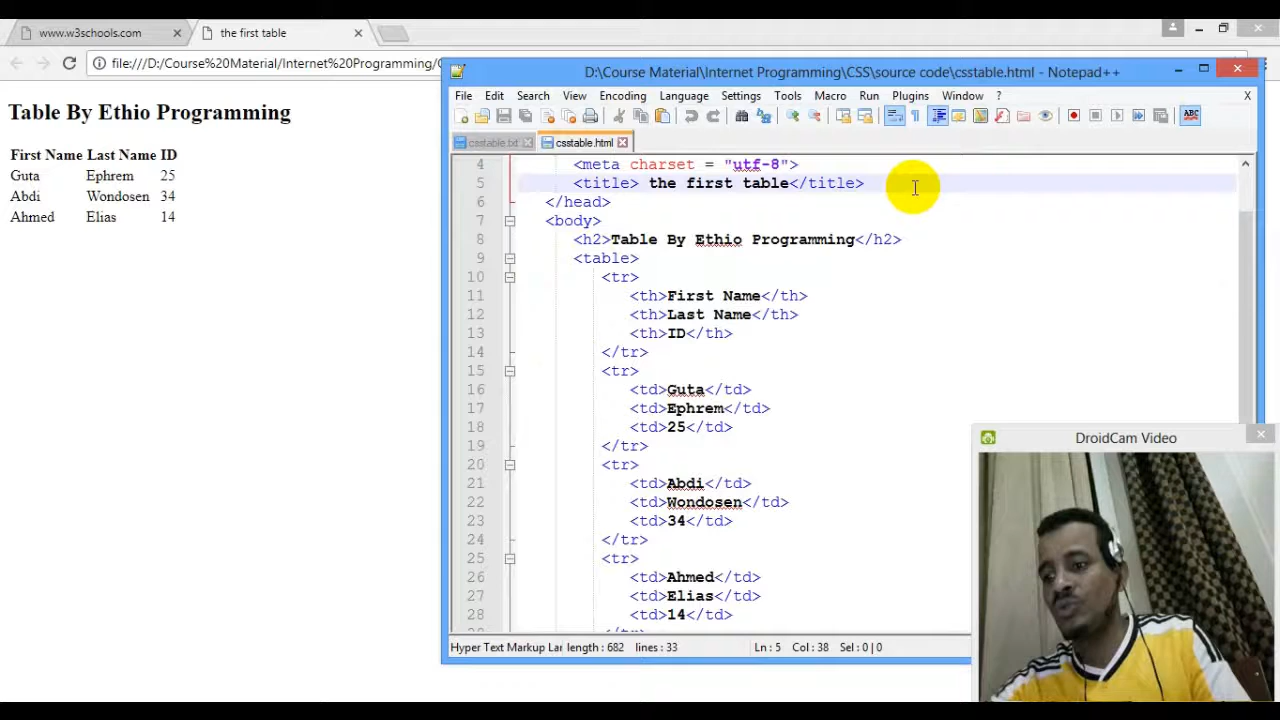 www.w3schools.com
the first table
file:///D:/Course%20Material/Internet%20Programming/
Table By Ethio Programming
First Name Last Name ID
Guta Ephrem 25
Abdi Wondosen 34
Ahmed Elias 14
D:\Course Material\Internet Programming\CSS\source code\csstable.html - Notepad++
File Edit Search View Encoding Language Settings Tools Macro Run Plugins Window ? X
ABC
csstable.txt csstable.html
4 <meta charset = "utf-8">
5 <title> the first table</title>
6 </head>
7 <body>
8 <h2>Table By Ethio Programming</h2>
9 <table>
10 <tr>
11 <th>First Name</th>
12 <th>Last Name</th>
13 <th>ID</th>
14 </tr>
15 <tr>
16 <td>Guta</td>
17 <td>Ephrem</td>
18 <td>25</td>
19 </tr>
20 <tr>
21 <td>Abdi</td>
22 <td>Wondosen</td>
23 <td>34</td>
24 </tr>
25 <tr>
26 <td>Ahmed</td>
27 <td>Elias</td>
28 <td>14</td>
</tr>
DroidCam Video
Hyper Text Markup Lar length : 682 lines : 33 Ln : 5 Col : 38 Sel : 0 | 0